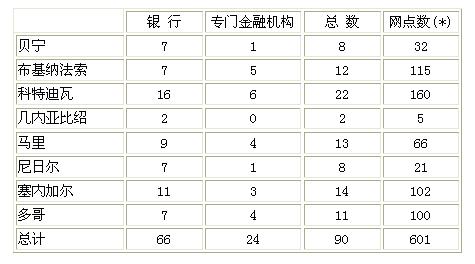 银 行 专门金融机构 总 数 网点数(*)
贝宁 7 1 8 32
布基纳法索 7 5 12 115
科特迪瓦 16 6 22 160
几内亚比绍 2 0 2 5
马里 9 4 13 66
尼日尔 7 1 8 21
塞内加尔 11 3 14 102
多哥 7 4 11 100
总计 66 24 90 601